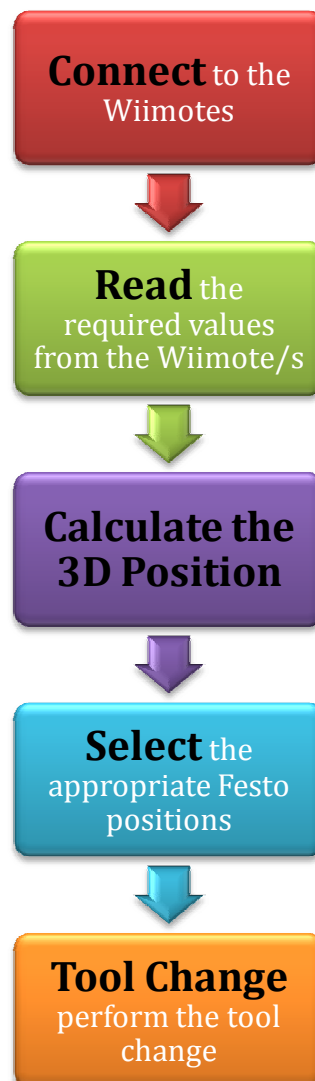 Connect to the
Wiimotes
Read the
required values
from the Wiimote/s
Calculate the
3D Position
Select the
appropriate Festo
positions
Tool Change
perform the tool
change